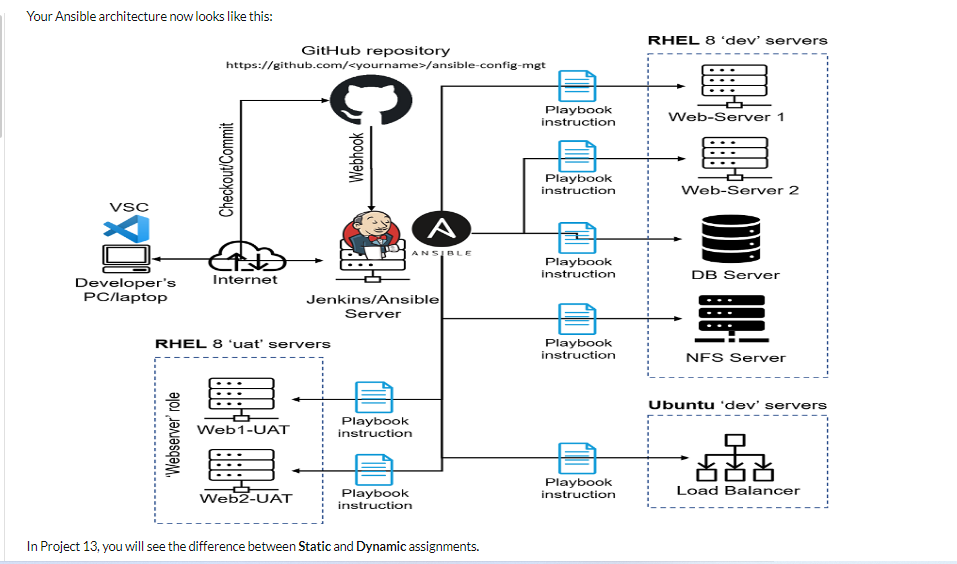 Your Ansible architecture now looks like this:
RHEL 8 ‘dev’ servers
GitHub repository
https://github.com/<yourname>/ansible-config-mgt
Playbook
instruction
Web-Server 1
Checkout/Commit
Webhook
Playbook
instruction
Web-Server 2
VSC
ANSIBLE
Playbook
instruction
DB Server
Developer's
PC/laptop
Internet
Jenkins/Ansible
Server
Playbook
instruction
NFS Server
RHEL 8 ‘uat’ servers
'Webserver' role
Web1-UAT
Playbook
instruction
Ubuntu ‘dev’ servers
Web2-UAT
Playbook
instruction
Playbook
instruction
Load Balancer
In Project 13, you will see the difference between Static and Dynamic assignments.